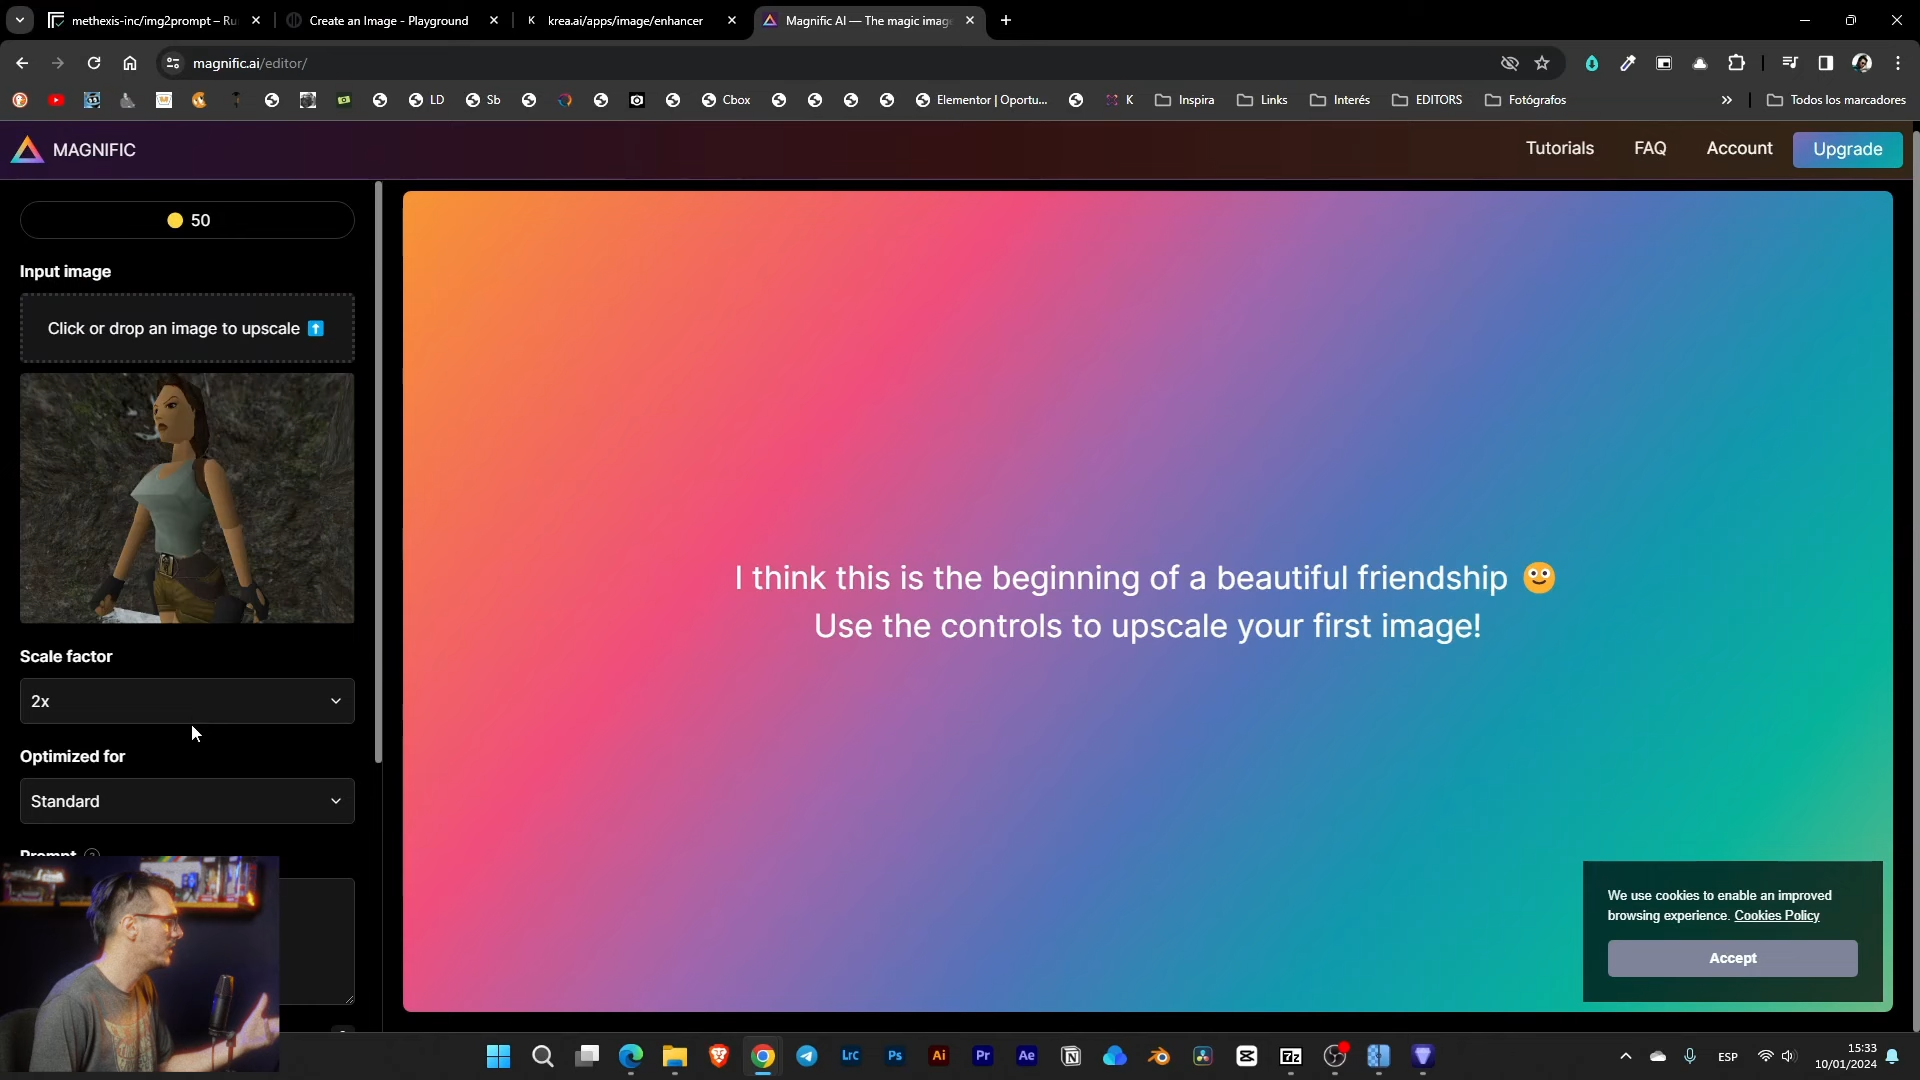 methexis-inc/img2prompt – Ru
Create an Image - Playground
K krea.ai/apps/image/enhancer
Magnific AI — The magic imag
magnific.ai/editor/
LD
Sb
Cbox
Elementor | Oportu...
K
Inspira
Links
Interés
EDITORS
Fotógrafos
Todos los marcadores
MAGNIFIC
Tutorials
FAQ
Account
Upgrade
50
Input image
Click or drop an image to upscale
Scale factor
2x
Optimized for
Standard
Prompt
I think this is the beginning of a beautiful friendship
Use the controls to upscale your first image!
We use cookies to enable an improved
browsing experience. Cookies Policy
Accept
Lrc
Ps
Ai
Pr
Ae
7z
ESP
15:33
10/01/2024